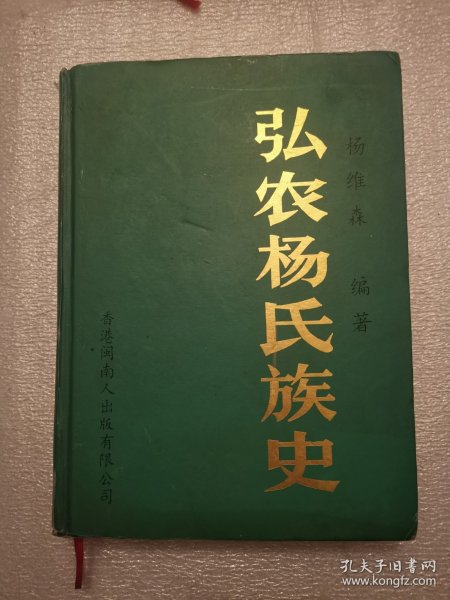 杨维森 编著
弘农杨氏族史
香港闽南人出版有限公司
孔夫子旧书网
www.kongfz.com